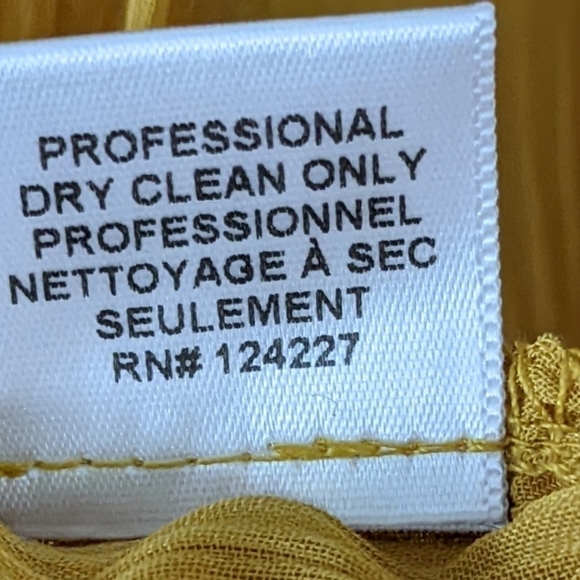 PROFESSIONAL
DRY CLEAN ONLY
PROFESSIONNEL
NETTOYAGE À SEC
SEULEMENT
RN# 124227